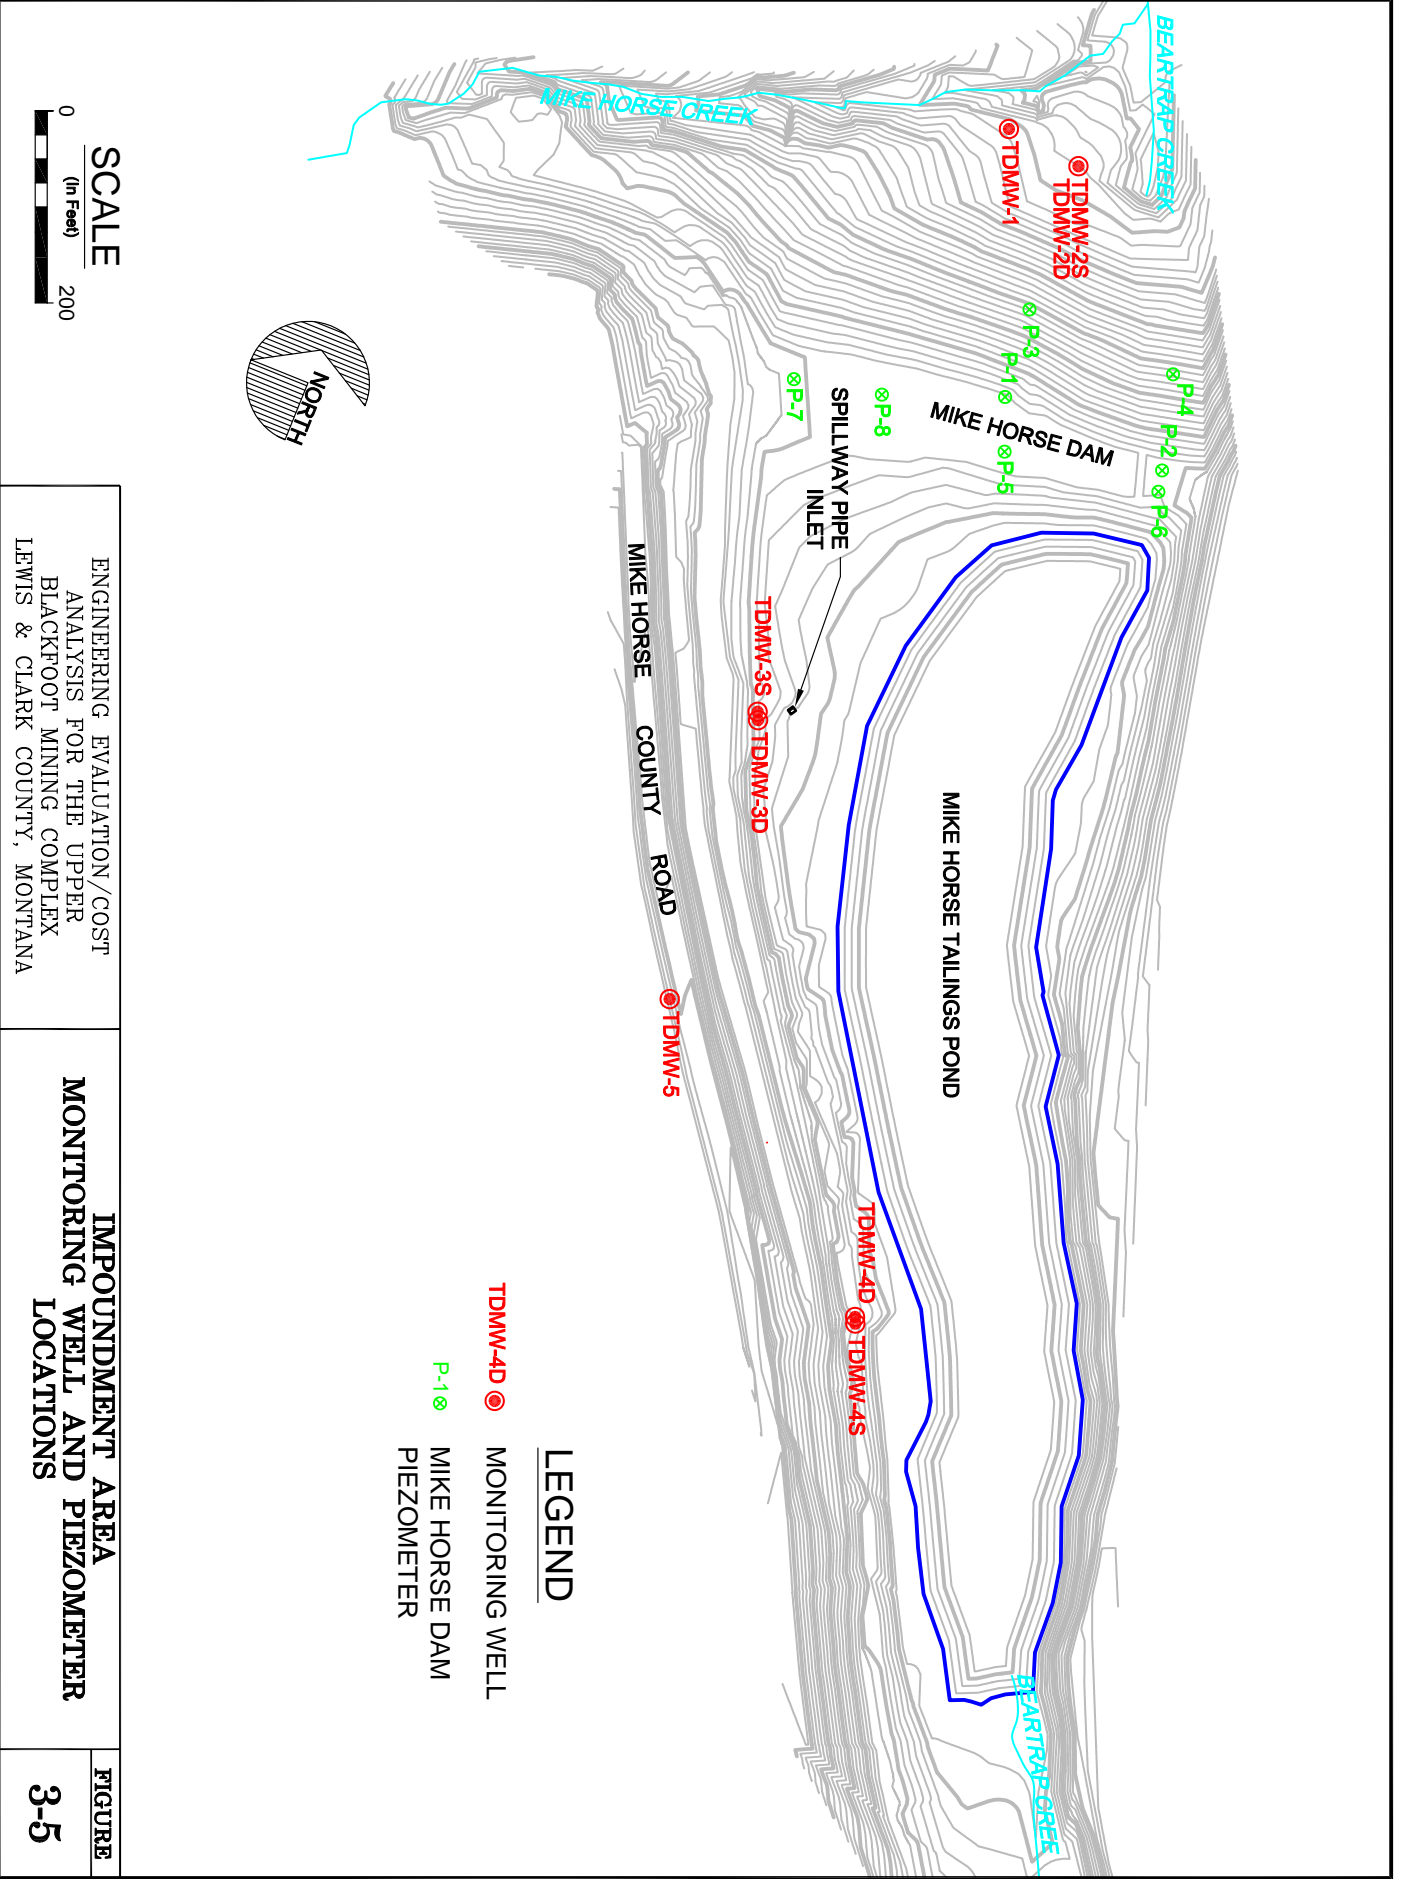 BEARTRAP CREEK
MIKE HORSE CREEK
TDMW-1
TDMW-2S
TDMW-2D
P-3
P-1
P-4
P-2
P-6
P-5
P-8
P-7
MIKE HORSE DAM
SPILLWAY PIPE
INLET
MIKE HORSE COUNTY ROAD
TDMW-3S
TDMW-3D
MIKE HORSE TAILINGS POND
TDMW-5
TDMW-4D
TDMW-4S
BEARTRAP CREE
LEGEND
TDMW-4D MONITORING WELL
P-1 MIKE HORSE DAM
PIEZOMETER
SCALE
0 200
(In Feet)
NORTH
ENGINEERING EVALUATION/COST
ANALYSIS FOR THE UPPER
BLACKFOOT MINING COMPLEX
LEWIS & CLARK COUNTY, MONTANA
IMPOUNDMENT AREA
MONITORING WELL AND PIEZOMETER
LOCATIONS
FIGURE
3-5